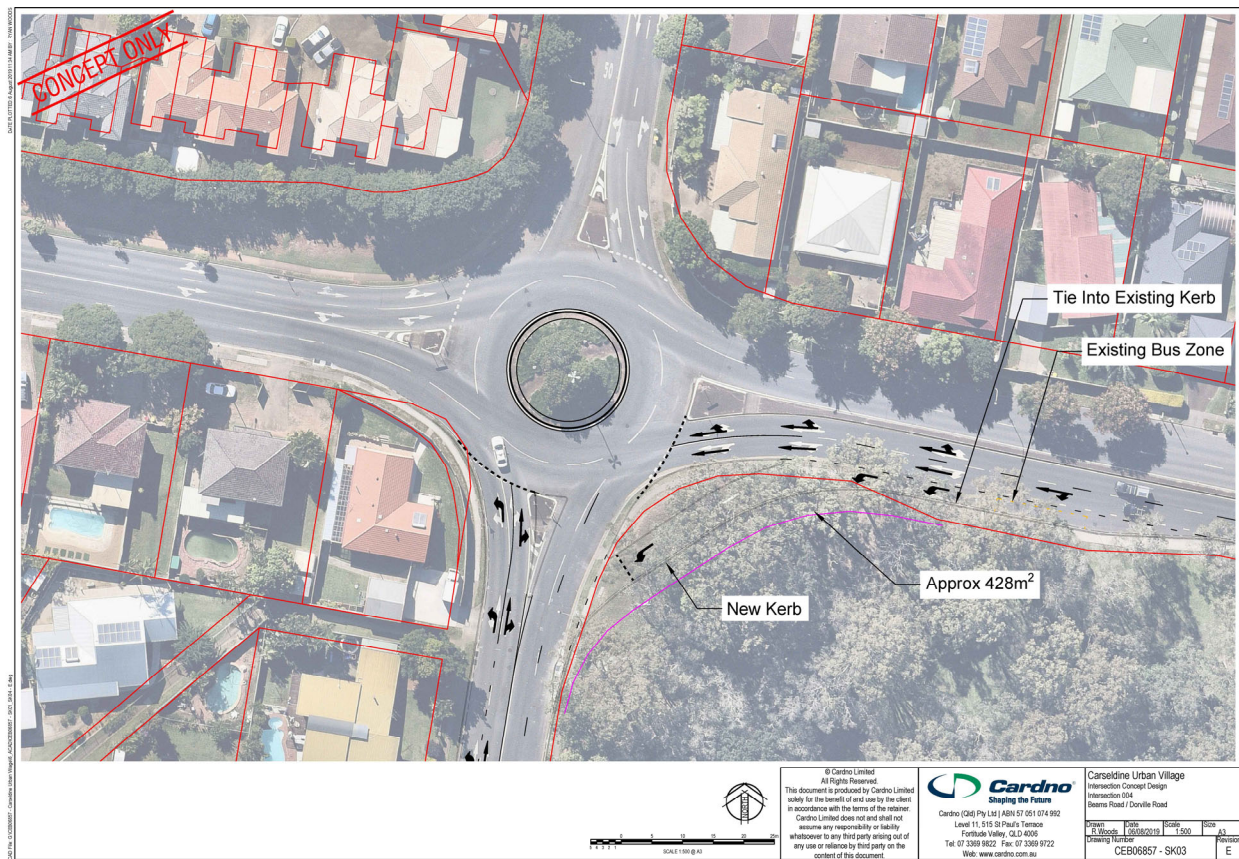 CONCEPT ONLY
50
Tie Into Existing Kerb
Existing Bus Zone
Approx 428m²
New Kerb
NORTH
0 5 10 15 20 25m
SCALE 1:500 @ A3
© Cardno Limited
All Rights Reserved.
This document is produced by Cardno Limited
solely for the benefit of and use by the client
in accordance with the terms of the retainer.
Cardno Limited does not and shall not
assume any responsibility or liability
whatsoever to any third party arising out of
any use or reliance by third party on the
content of this document.
Cardno®
Shaping the Future
Cardno (Qld) Pty Ltd | ABN 57 051 074 992
Level 11, 515 St Paul's Terrace
Fortitude Valley, QLD 4006
Tel: 07 3369 9822 Fax: 07 3369 9722
Web: www.cardno.com.au
Carseldine Urban Village
Intersection Concept Design
Intersection 004
Beams Road / Dorville Road
Drawn Date Scale Size
R.Woods 06/08/2019 1:500 A3
Drawing Number Revision
CEB06857 - SK03 E